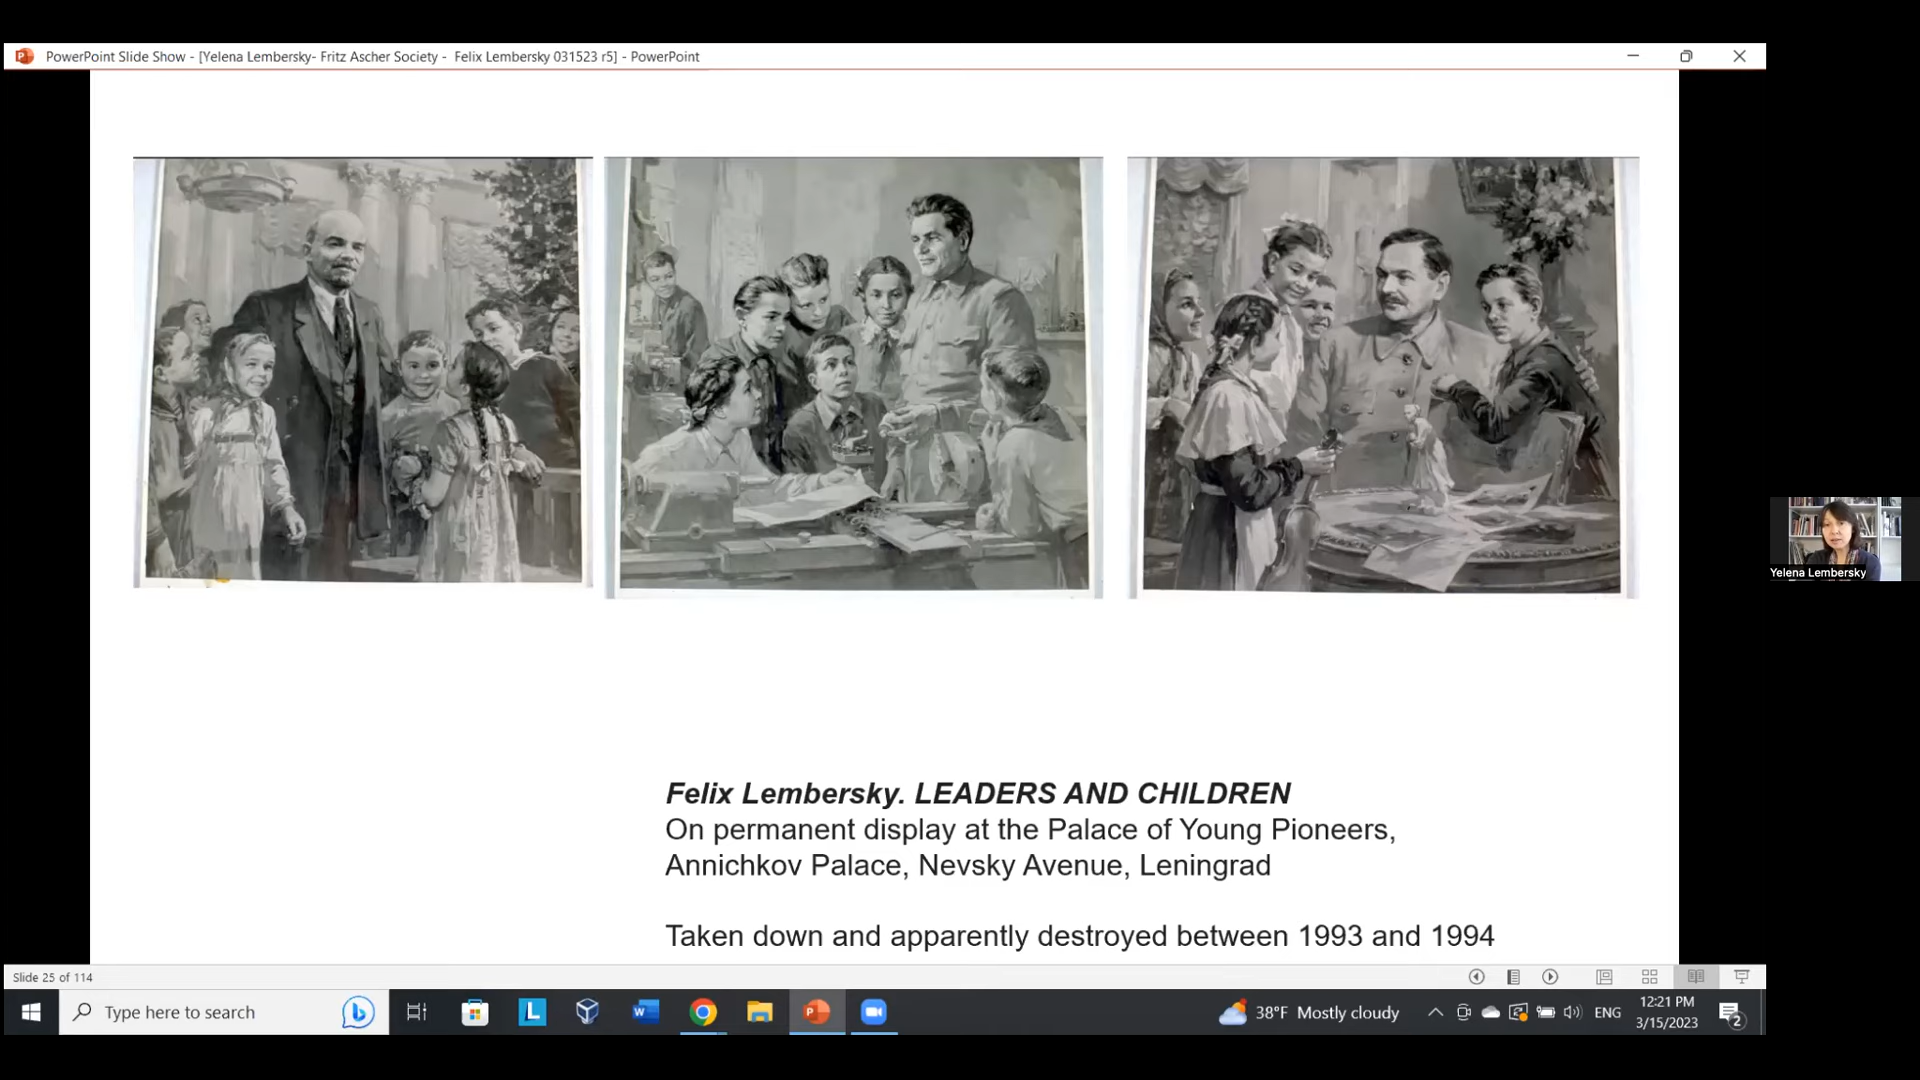 PowerPoint Slide Show - [Yelena Lembersky- Fritz Ascher Society - Felix Lembersky 031523 r5] - PowerPoint
Yelena Lembersky
Felix Lembersky. LEADERS AND CHILDREN
On permanent display at the Palace of Young Pioneers,
Annichkov Palace, Nevsky Avenue, Leningrad
Taken down and apparently destroyed between 1993 and 1994
Slide 25 of 114
Type here to search
38°F Mostly cloudy
ENG
12:21 PM
3/15/2023
2